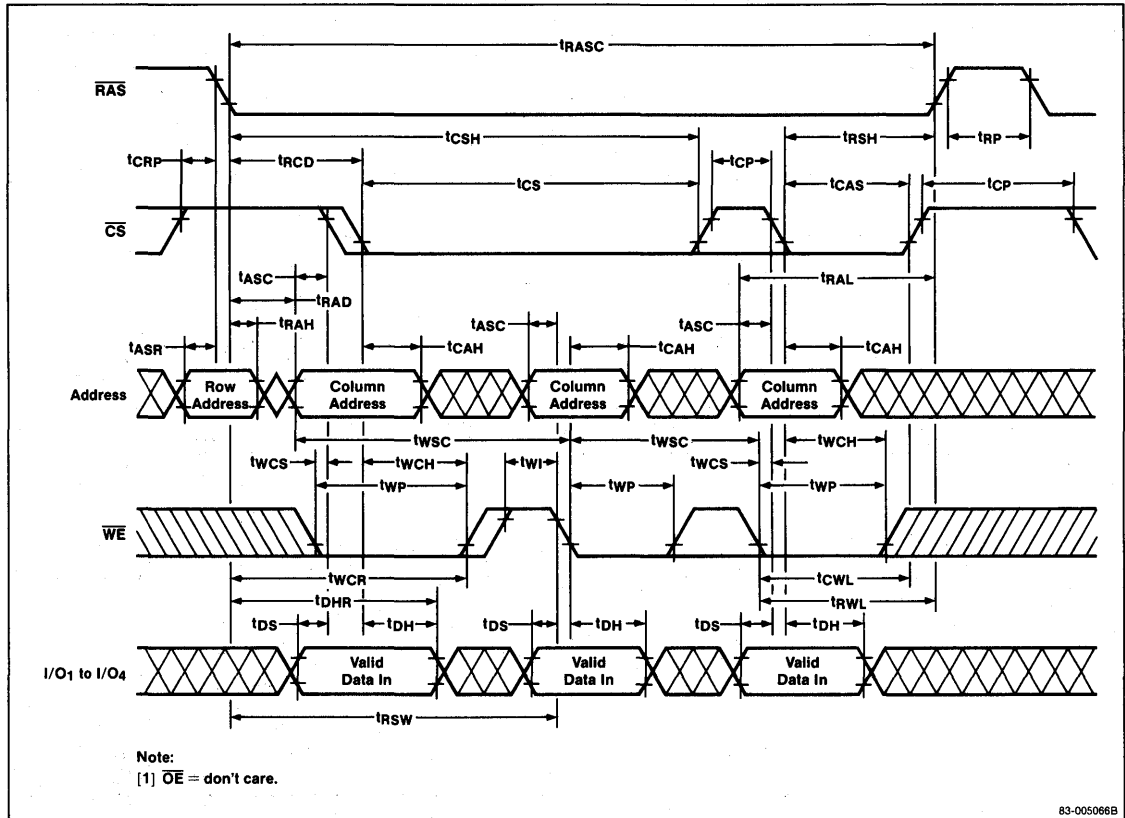 tRASC
RAS
tCSH tRSH tRP
tCRP tRCD tCP
tCS tCAS tCP
CS
tASC tRAL
tRAD
tRAH tASC tASC
tASR tCAH tCAH tCAH
Address Row Address Column Address Column Address Column Address
tWSC tWSC
tWCS tWCH tWI tWCS tWCH
tWP tWP tWP
WE
tWCR tCWL
tDHR tRWL
tDS tDH tDS tDH tDS tDH
I/O1 to I/O4 Valid Data In Valid Data In Valid Data In
tRSW
Note:
[1] OE = don't care.
83-005066B